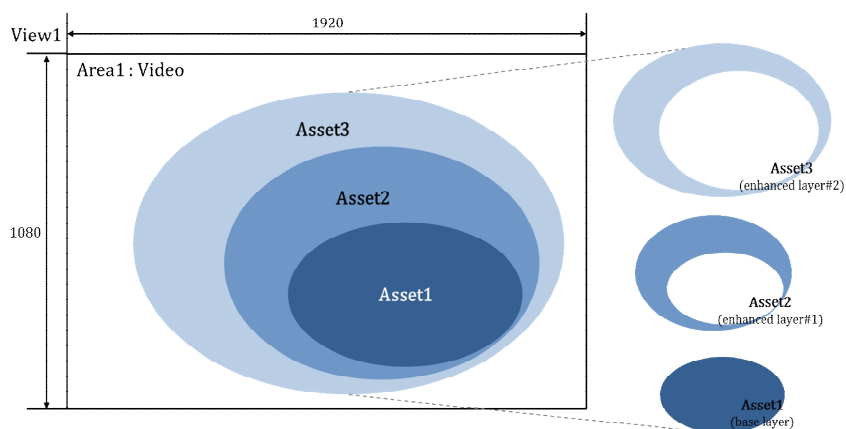 1920
View1
Area1 : Video
Asset3
Asset2
1080
Asset1
Asset3
(enhanced layer#2)
Asset2
(enhanced layer#1)
Asset1
(base layer)